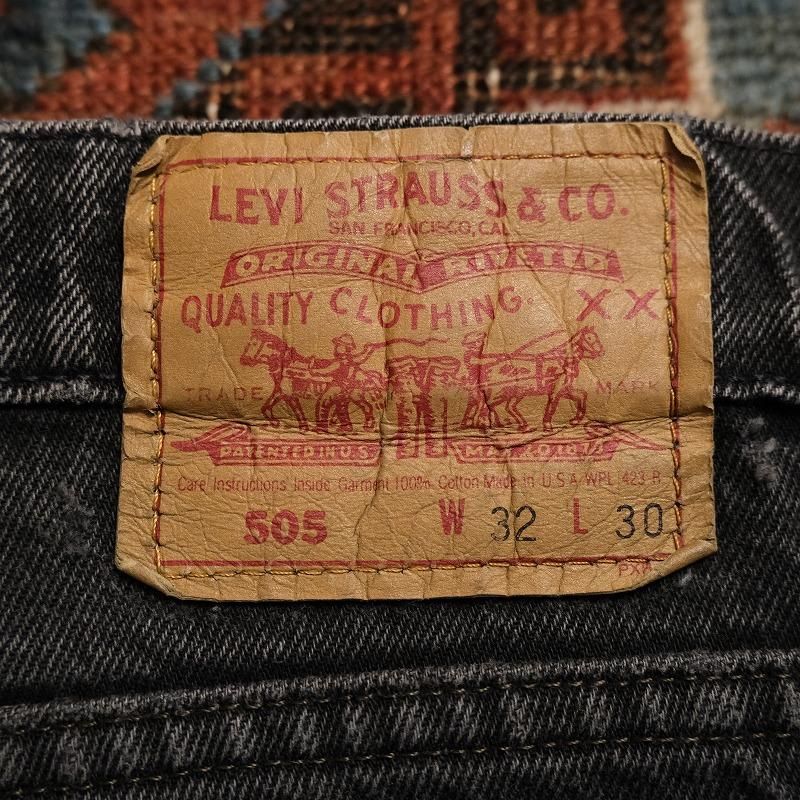 LEVI STRAUSS & CO.
SAN FRANCISCO, CAL
ORIGINAL RIVETED
QUALITY CLOTHING. XX
TRADE MARK
PATENTED IN U.S. MAY 20 1873
Care Instructions Inside Garment 100% Cotton Made in U S A WPL 423 R
505 W 32 L 30